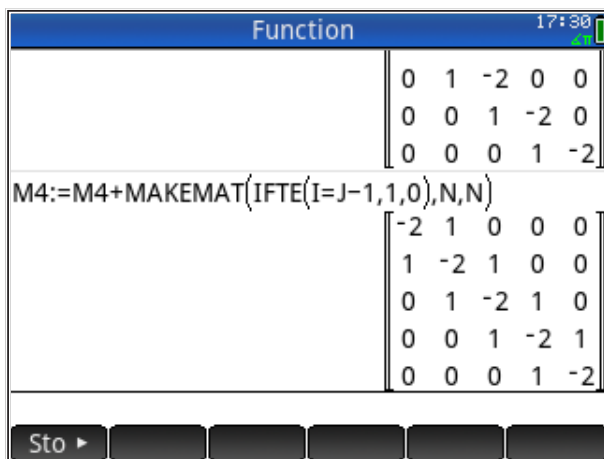 Function 17:30
∡π
0 1 -2 0 0
0 0 1 -2 0
0 0 0 1 -2
M4:=M4+MAKEMAT(IFTE(I=J-1,1,0),N,N)
-2 1 0 0 0
1 -2 1 0 0
0 1 -2 1 0
0 0 1 -2 1
0 0 0 1 -2
Sto ►